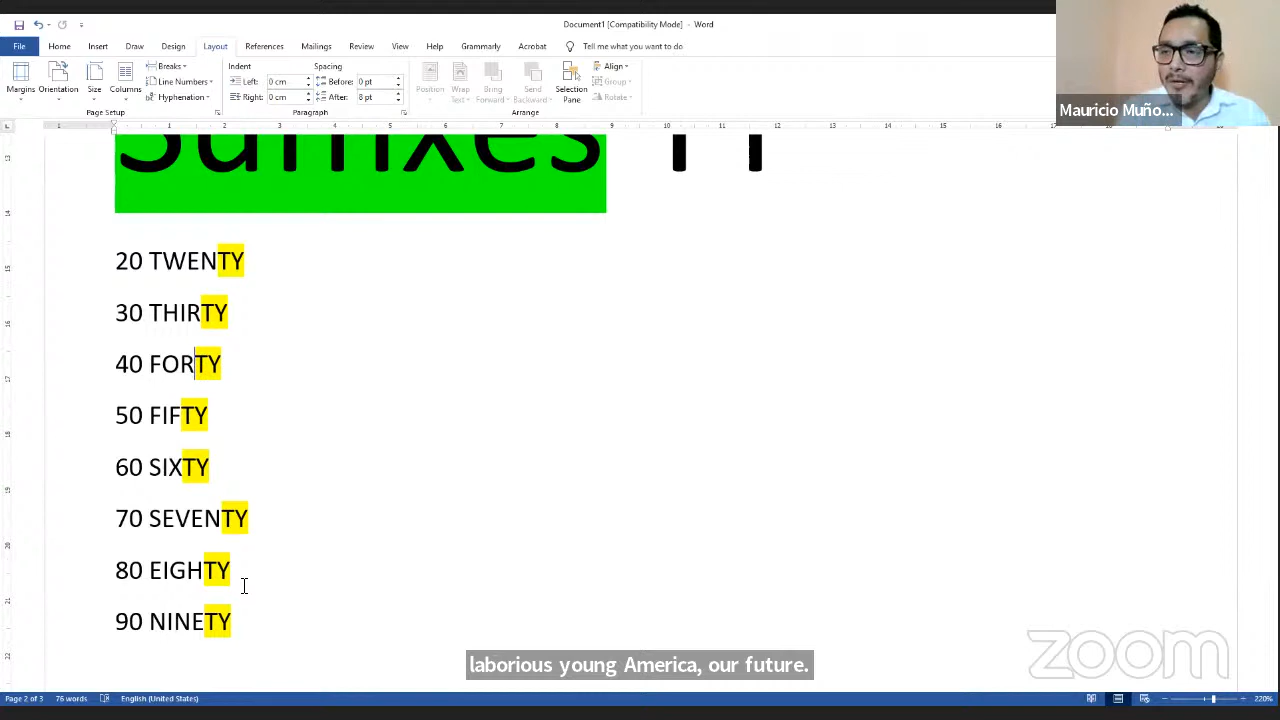 Document1 [Compatibility Mode] - Word
File Home Insert Draw Design Layout References Mailings Review View Help Grammarly Acrobat Tell me what you want to do
Margins Orientation Size Columns Breaks Line Numbers Hyphenation
Page Setup
Indent Spacing
Left: 0 cm Before: 0 pt
Right: 0 cm After: 8 pt
Paragraph
Position Wrap Text Bring Forward Send Backward Selection Pane Align Group Rotate
Arrange
Mauricio Muño...
Suffixes
20 TWENTY
30 THIRTY
40 FORTY
50 FIFTY
60 SIXTY
70 SEVENTY
80 EIGHTY
90 NINETY
laborious young America, our future.
zoom
Page 2 of 3 76 words English (United States) 220%